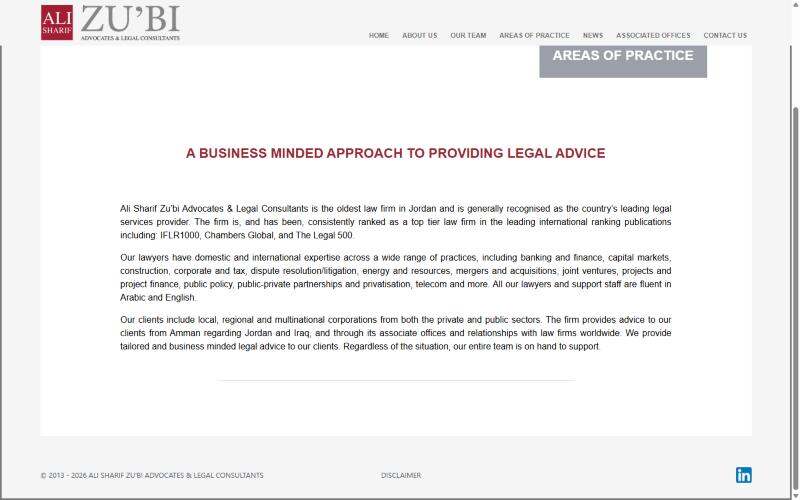 ALI SHARIF ZU'BI
ADVOCATES & LEGAL CONSULTANTS
HOME ABOUT US OUR TEAM AREAS OF PRACTICE NEWS ASSOCIATED OFFICES CONTACT US
AREAS OF PRACTICE
A BUSINESS MINDED APPROACH TO PROVIDING LEGAL ADVICE
Ali Sharif Zu'bi Advocates & Legal Consultants is the oldest law firm in Jordan and is generally recognised as the country's leading legal
services provider. The firm is, and has been, consistently ranked as a top tier law firm in the leading international ranking publications
including: IFLR1000, Chambers Global, and The Legal 500.
Our lawyers have domestic and international expertise across a wide range of practices, including banking and finance, capital markets,
construction, corporate and tax, dispute resolution/litigation, energy and resources, mergers and acquisitions, joint ventures, projects and
project finance, public policy, public-private partnerships and privatisation, telecom and more. All our lawyers and support staff are fluent in
Arabic and English.
Our clients include local, regional and multinational corporations from both the private and public sectors. The firm provides advice to our
clients from Amman regarding Jordan and Iraq, and through its associate offices and relationships with law firms worldwide. We provide
tailored and business minded legal advice to our clients. Regardless of the situation, our entire team is on hand to support.
© 2013 - 2026 ALI SHARIF ZU'BI ADVOCATES & LEGAL CONSULTANTS DISCLAIMER in